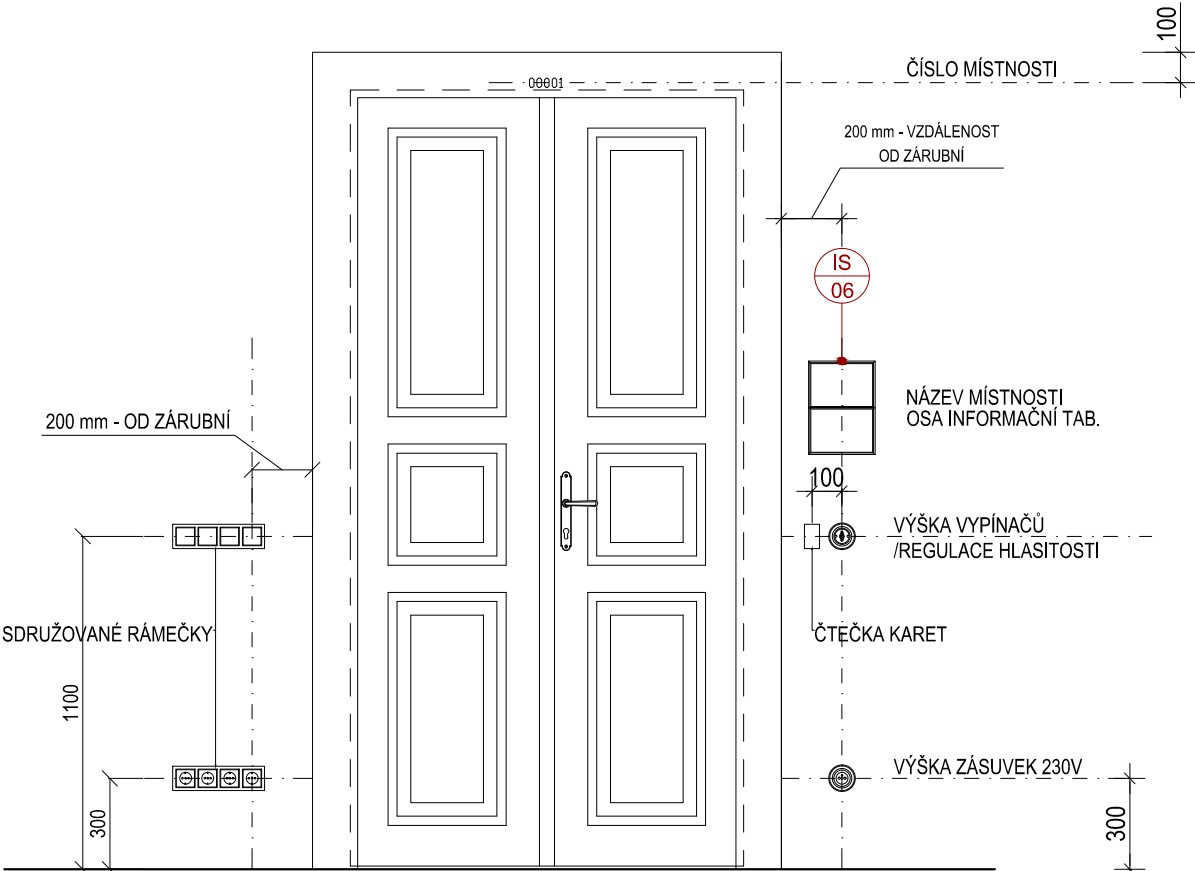 100
ČÍSLO MÍSTNOSTI
00001
200 mm - VZDÁLENOST
OD ZÁRUBNÍ
IS
06
NÁZEV MÍSTNOSTI
OSA INFORMAČNÍ TAB.
200 mm - OD ZÁRUBNÍ
100
VÝŠKA VYPÍNAČŮ
/REGULACE HLASITOSTI
SDRUŽOVANÉ RÁMEČKY
ČTEČKA KARET
1100
VÝŠKA ZÁSUVEK 230V
300
300